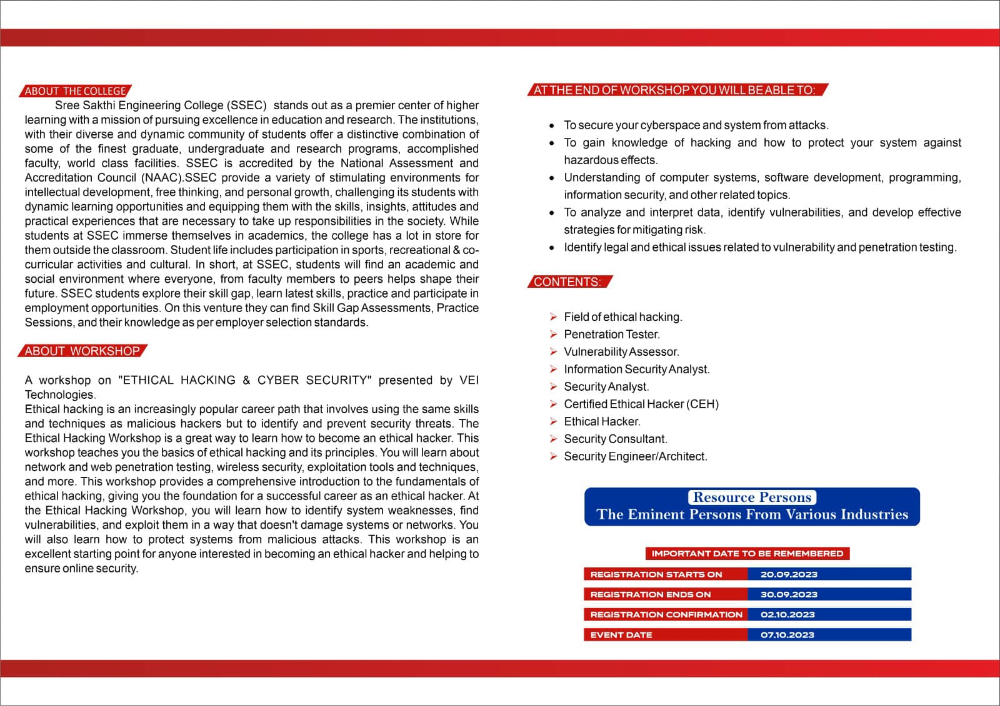 ABOUT THE COLLEGE
Sree Sakthi Engineering College (SSEC) stands out as a premier center of higher
learning with a mission of pursuing excellence in education and research. The institutions,
with their diverse and dynamic community of students offer a distinctive combination of
some of the finest graduate, undergraduate and research programs, accomplished
faculty, world class facilities. SSEC is accredited by the National Assessment and
Accreditation Council (NAAC).SSEC provide a variety of stimulating environments for
intellectual development, free thinking, and personal growth, challenging its students with
dynamic learning opportunities and equipping them with the skills, insights, attitudes and
practical experiences that are necessary to take up responsibilities in the society. While
students at SSEC immerse themselves in academics, the college has a lot in store for
them outside the classroom. Student life includes participation in sports, recreational & co-
curricular activities and cultural. In short, at SSEC, students will find an academic and
social environment where everyone, from faculty members to peers helps shape their
future. SSEC students explore their skill gap, learn latest skills, practice and participate in
employment opportunities. On this venture they can find Skill Gap Assessments, Practice
Sessions, and their knowledge as per employer selection standards.
ABOUT WORKSHOP
A workshop on "ETHICAL HACKING & CYBER SECURITY" presented by VEI
Technologies.
Ethical hacking is an increasingly popular career path that involves using the same skills
and techniques as malicious hackers but to identify and prevent security threats. The
Ethical Hacking Workshop is a great way to learn how to become an ethical hacker. This
workshop teaches you the basics of ethical hacking and its principles. You will learn about
network and web penetration testing, wireless security, exploitation tools and techniques,
and more. This workshop provides a comprehensive introduction to the fundamentals of
ethical hacking, giving you the foundation for a successful career as an ethical hacker. At
the Ethical Hacking Workshop, you will learn how to identify system weaknesses, find
vulnerabilities, and exploit them in a way that doesn't damage systems or networks. You
will also learn how to protect systems from malicious attacks. This workshop is an
excellent starting point for anyone interested in becoming an ethical hacker and helping to
ensure online security.
AT THE END OF WORKSHOP YOU WILL BE ABLE TO:
• To secure your cyberspace and system from attacks.
• To gain knowledge of hacking and how to protect your system against
hazardous effects.
• Understanding of computer systems, software development, programming,
information security, and other related topics.
• To analyze and interpret data, identify vulnerabilities, and develop effective
strategies for mitigating risk.
• Identify legal and ethical issues related to vulnerability and penetration testing.
CONTENTS:
➢ Field of ethical hacking.
➢ Penetration Tester.
➢ Vulnerability Assessor.
➢ Information Security Analyst.
➢ Security Analyst.
➢ Certified Ethical Hacker (CEH)
➢ Ethical Hacker.
➢ Security Consultant.
➢ Security Engineer/Architect.
Resource Persons
The Eminent Persons From Various Industries
IMPORTANT DATE TO BE REMEMBERED
REGISTRATION STARTS ON 20.09.2023
REGISTRATION ENDS ON 30.09.2023
REGISTRATION CONFIRMATION 02.10.2023
EVENT DATE 07.10.2023